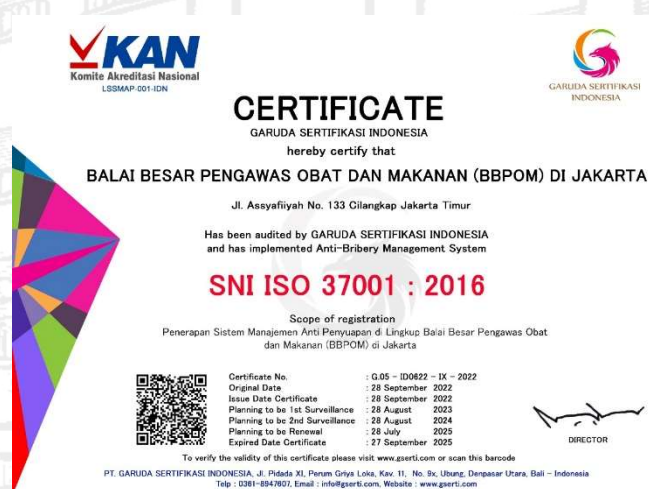 KAN
Komite Akreditasi Nasional
LSSMAP-001-IDN
GARUDA SERTIFIKASI
INDONESIA
CERTIFICATE
GARUDA SERTIFIKASI INDONESIA
hereby certify that
BALAI BESAR PENGAWAS OBAT DAN MAKANAN (BBPOM) DI JAKARTA
Jl. Assyafiiyah No. 133 Cilangkap Jakarta Timur
Has been audited by GARUDA SERTIFIKASI INDONESIA
and has implemented Anti-Bribery Management System
SNI ISO 37001 : 2016
Scope of registration
Penerapan Sistem Manajemen Anti Penyuapan di Lingkup Balai Besar Pengawas Obat
dan Makanan (BBPOM) di Jakarta
Certificate No. : G.05 - ID0622 - IX - 2022
Original Date : 28 September 2022
Issue Date Certificate : 28 September 2022
Planning to be 1st Surveillance : 28 August 2023
Planning to be 2nd Surveillance : 28 August 2024
Planning to be Renewal : 28 July 2025
Expired Date Certificate : 27 September 2025
DIRECTOR
To verify the validity of this certificate please visit www.gserti.com or scan this barcode
PT. GARUDA SERTIFIKASI INDONESIA, Jl. Pidada XI, Perum Griya Loka, Kav. 11, No. 9x, Ubung, Denpasar Utara, Bali - Indonesia
Telp : 0361-8947607, Email : info@gserti.com, Website : www.gserti.com